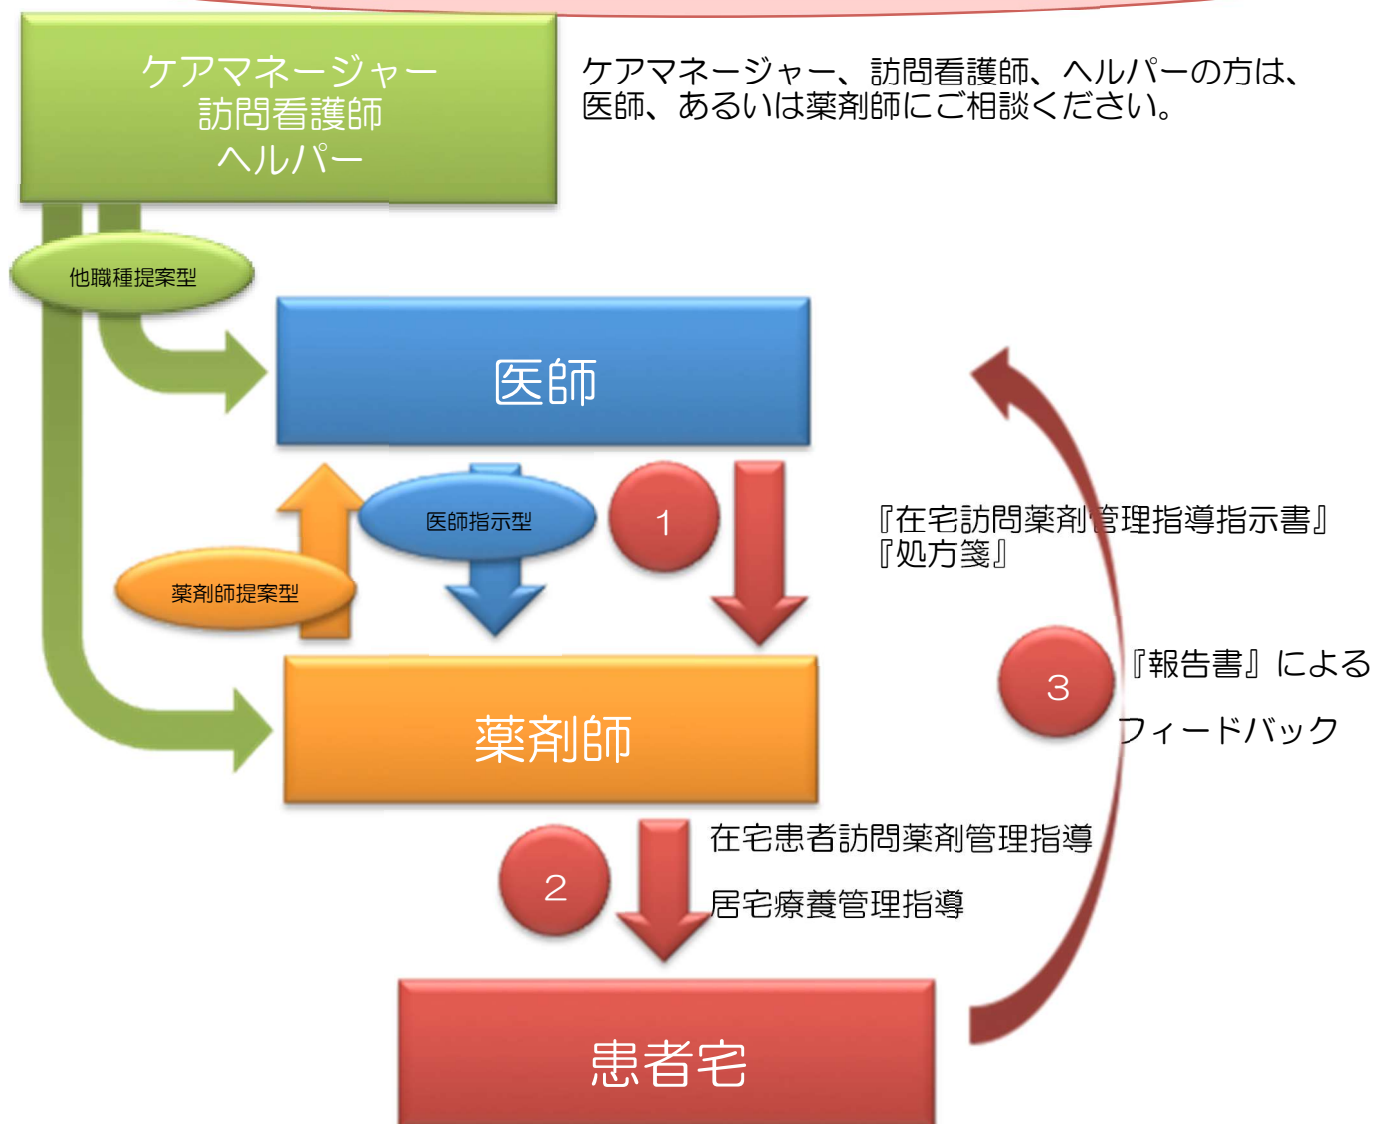 ケアマネージャー
訪問看護師
ヘルパー
ケアマネージャー、訪問看護師、ヘルパーの方は、
医師、あるいは薬剤師にご相談ください。
他職種提案型
医師
医師指示型
1
『在宅訪問薬剤管理指導指示書』
『処方箋』
薬剤師提案型
3
『報告書』による
フィードバック
薬剤師
2
在宅患者訪問薬剤管理指導
居宅療養管理指導
患者宅